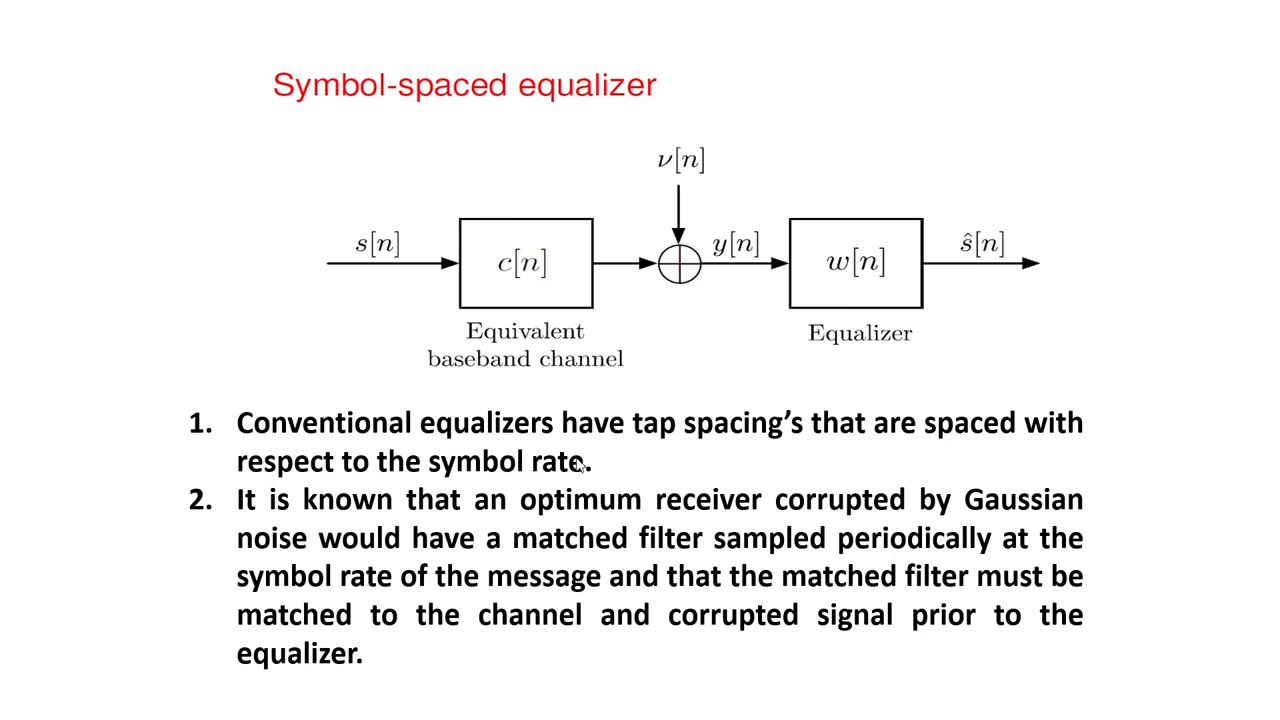 Symbol-spaced equalizer
ν[n]
s[n]
c[n]
y[n]
w[n]
ŝ[n]
Equivalent
baseband channel
Equalizer
1. Conventional equalizers have tap spacing’s that are spaced with
respect to the symbol rate.
2. It is known that an optimum receiver corrupted by Gaussian
noise would have a matched filter sampled periodically at the
symbol rate of the message and that the matched filter must be
matched to the channel and corrupted signal prior to the
equalizer.